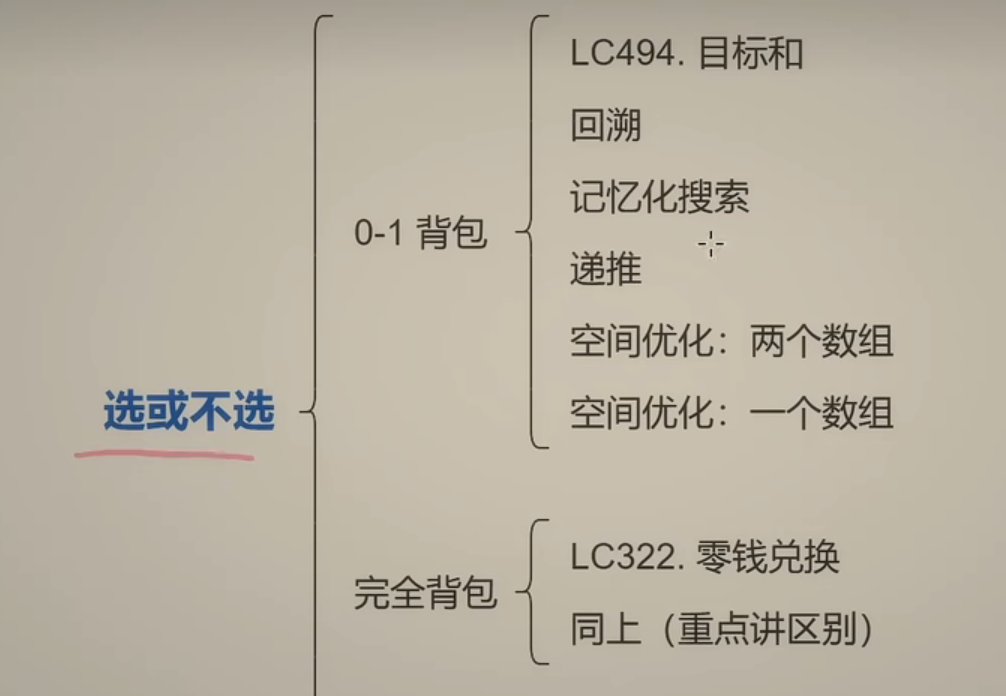 选或不选
0-1 背包
LC494. 目标和
回溯
记忆化搜索
递推
空间优化：两个数组
空间优化：一个数组
完全背包
LC322. 零钱兑换
同上（重点讲区别）